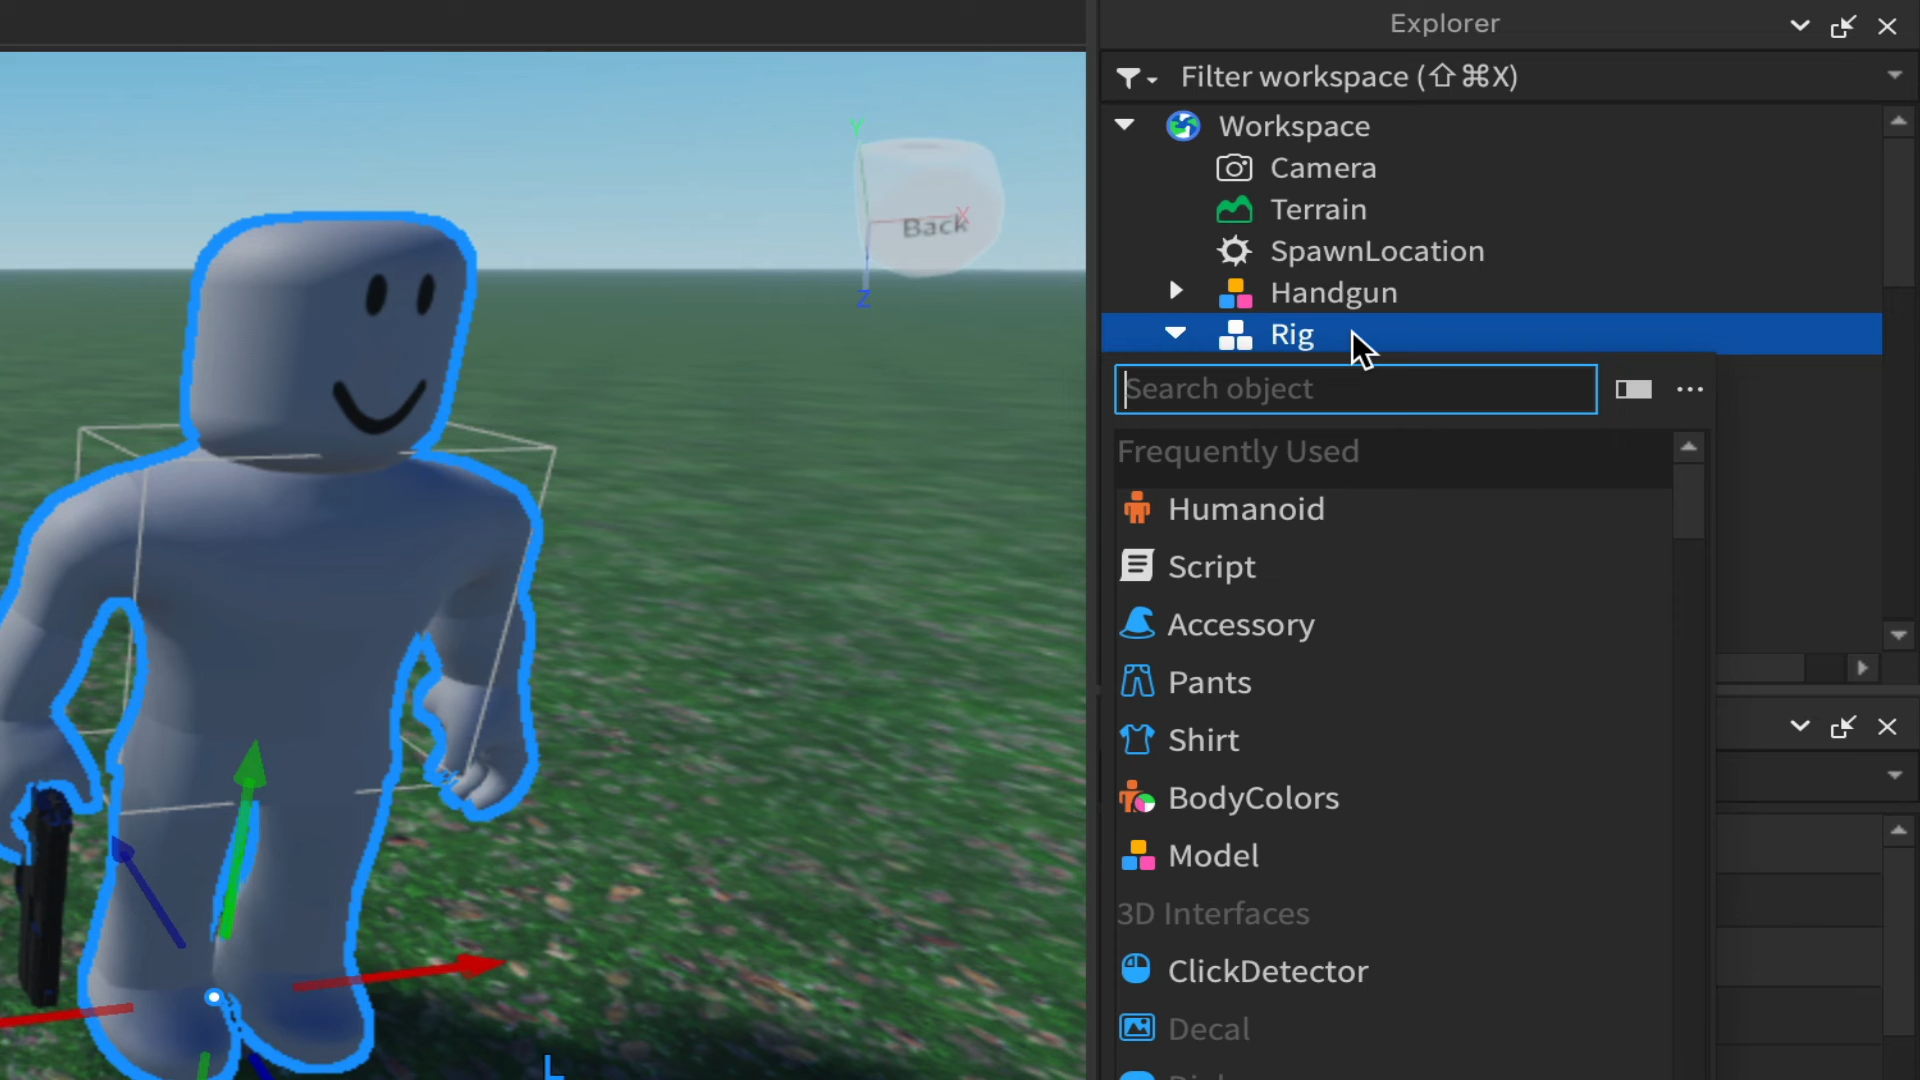 Explorer
Filter workspace (⇧⌘X)
Workspace
Camera
Terrain
SpawnLocation
Handgun
Rig
Search object
Frequently Used
Humanoid
Script
Accessory
Pants
Shirt
BodyColors
Model
3D Interfaces
ClickDetector
Decal
Y
X
Back
Z
L